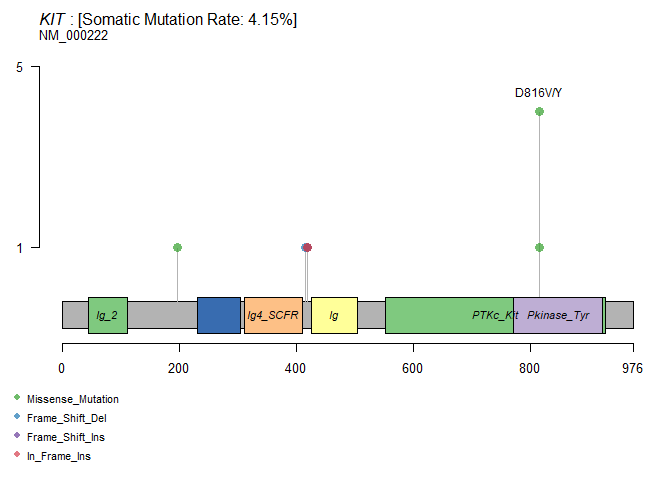 KIT : [Somatic Mutation Rate: 4.15%]
NM_000222
5
D816V/Y
1
Ig_2 Ig4_SCFR Ig PTKc_Kit Pkinase_Tyr
0 200 400 600 800 976
Missense_Mutation
Frame_Shift_Del
Frame_Shift_Ins
In_Frame_Ins